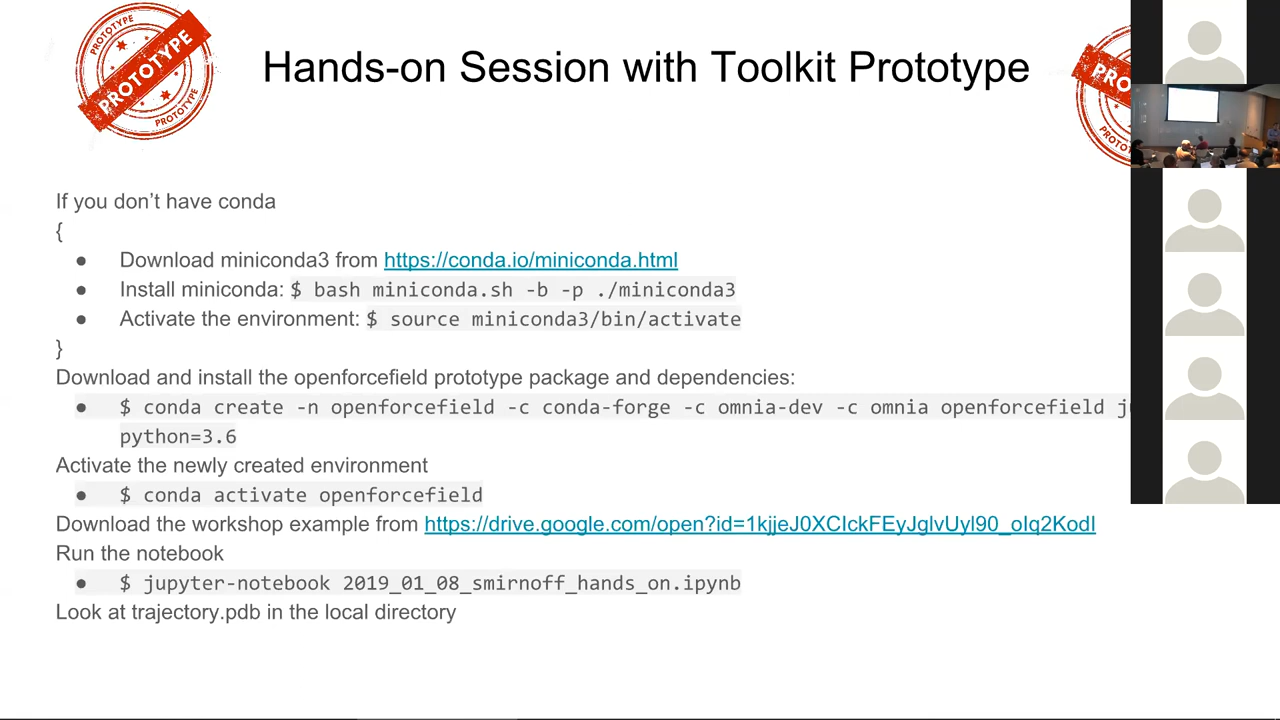 PROTOTYPE
PROTOTYPE
PROTOTYPE
Hands-on Session with Toolkit Prototype
If you don’t have conda
{
● Download miniconda3 from https://conda.io/miniconda.html
● Install miniconda: $ bash miniconda.sh -b -p ./miniconda3
● Activate the environment: $ source miniconda3/bin/activate
}
Download and install the openforcefield prototype package and dependencies:
● $ conda create -n openforcefield -c conda-forge -c omnia-dev -c omnia openforcefield
python=3.6
Activate the newly created environment
● $ conda activate openforcefield
Download the workshop example from https://drive.google.com/open?id=1kjjeJ0XCIckFEyJglvUyl90_oIq2KodI
Run the notebook
● $ jupyter-notebook 2019_01_08_smirnoff_hands_on.ipynb
Look at trajectory.pdb in the local directory